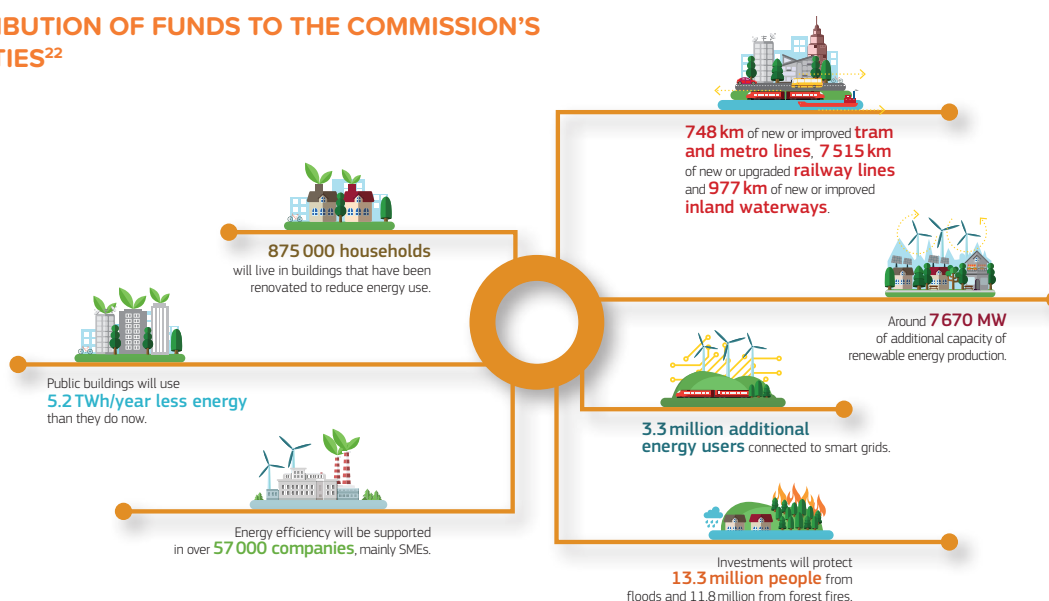 IBUTION OF FUNDS TO THE COMMISSION'S
TIES22
748 km of new or improved tram
and metro lines, 7 515 km
of new or upgraded railway lines
and 977 km of new or improved
inland waterways.
875 000 households
will live in buildings that have been
renovated to reduce energy use.
Around 7 670 MW
of additional capacity of
renewable energy production.
Public buildings will use
5.2 TWh/year less energy
than they do now.
3.3 million additional
energy users connected to smart grids.
Energy efficiency will be supported
in over 57 000 companies, mainly SMEs.
Investments will protect
13.3 million people from
floods and 11.8 million from forest fires.